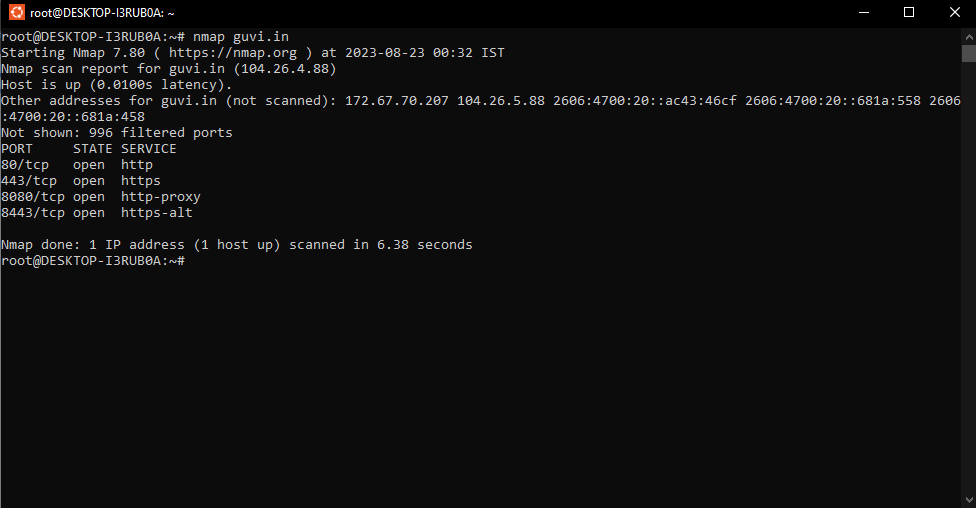 root@DESKTOP-I3RUB0A: ~
root@DESKTOP-I3RUB0A:~# nmap guvi.in
Starting Nmap 7.80 ( https://nmap.org ) at 2023-08-23 00:32 IST
Nmap scan report for guvi.in (104.26.4.88)
Host is up (0.0100s latency).
Other addresses for guvi.in (not scanned): 172.67.70.207 104.26.5.88 2606:4700:20::ac43:46cf 2606:4700:20::681a:558 2606
:4700:20::681a:458
Not shown: 996 filtered ports
PORT     STATE SERVICE
80/tcp   open  http
443/tcp  open  https
8080/tcp open  http-proxy
8443/tcp open  https-alt
Nmap done: 1 IP address (1 host up) scanned in 6.38 seconds
root@DESKTOP-I3RUB0A:~#